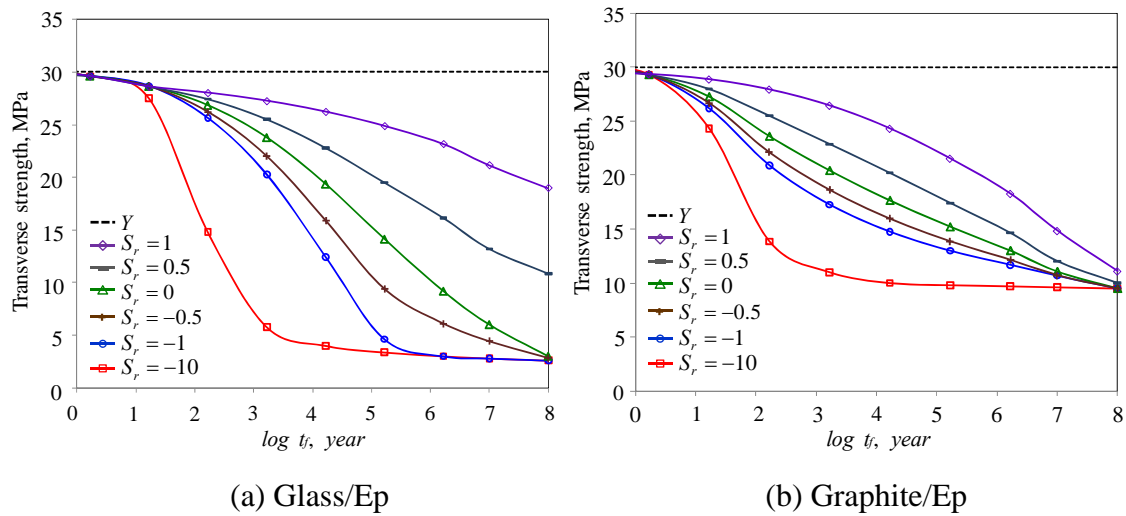 35
30
25
20
15
10
5
0
Transverse strength, MPa
Y
S_r = 1
S_r = 0.5
S_r = 0
S_r = −0.5
S_r = −1
S_r = −10
0 1 2 3 4 5 6 7 8
log t_f, year
(a) Glass/Ep
35
30
25
20
15
10
5
0
Transverse strength, MPa
Y
S_r = 1
S_r = 0.5
S_r = 0
S_r = −0.5
S_r = −1
S_r = −10
0 1 2 3 4 5 6 7 8
log t_f, year
(b) Graphite/Ep